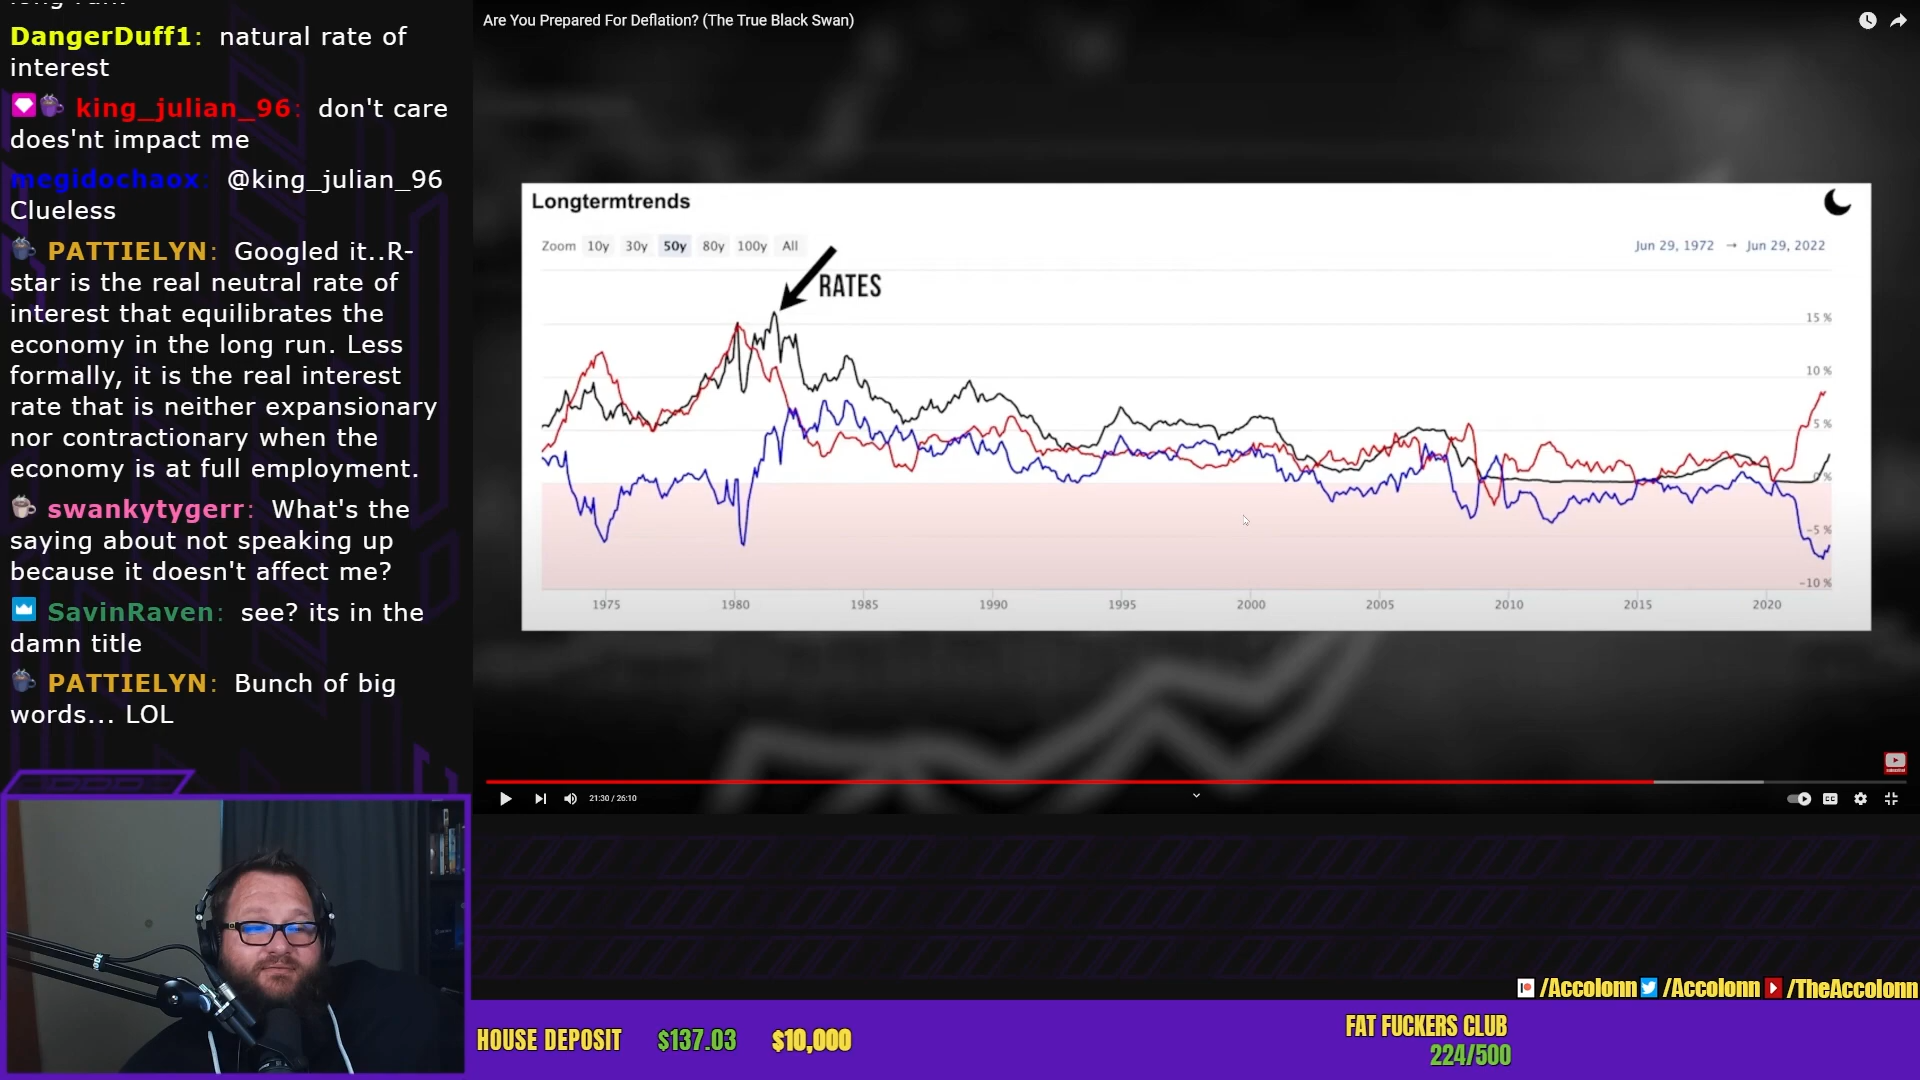 DangerDuff1: natural rate of
interest
king_julian_96: don't care
does'nt impact me
megidochaox: @king_julian_96
Clueless
PATTIELYN: Googled it..R-
star is the real neutral rate of
interest that equilibrates the
economy in the long run. Less
formally, it is the real interest
rate that is neither expansionary
nor contractionary when the
economy is at full employment.
swankytygerr: What's the
saying about not speaking up
because it doesn't affect me?
SavinRaven: see? its in the
damn title
PATTIELYN: Bunch of big
words... LOL
Are You Prepared For Deflation? (The True Black Swan)
Longtermtrends
Zoom 10y 30y 50y 80y 100y All
Jun 29, 1972 → Jun 29, 2022
RATES
15 %
10 %
5 %
0 %
-5 %
-10 %
1975 1980 1985 1990 1995 2000 2005 2010 2015 2020
21:30 / 26:10
CC
/Accolonn /Accolonn /TheAccolonn
HOUSE DEPOSIT $137.03 $10,000
FAT FUCKERS CLUB
224/500